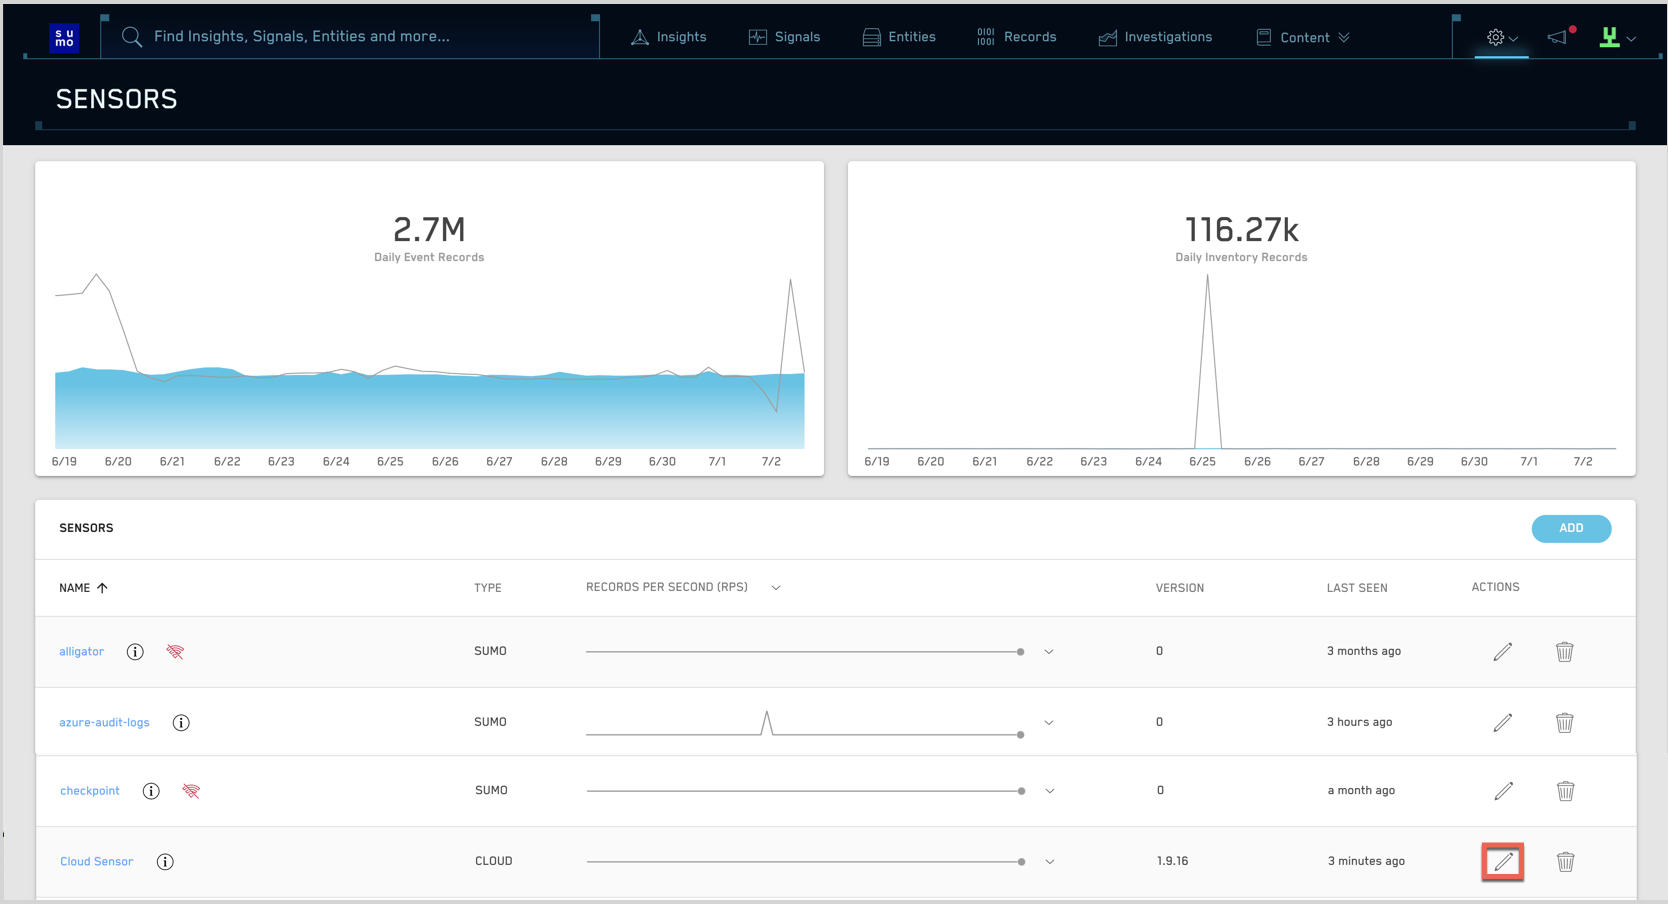 su
mo
Find Insights, Signals, Entities and more...
Insights
Signals
Entities
0101
1001
Records
Investigations
Content
SENSORS
2.7M
Daily Event Records
6/19 6/20 6/21 6/22 6/23 6/24 6/25 6/26 6/27 6/28 6/29 6/30 7/1 7/2
116.27k
Daily Inventory Records
6/19 6/20 6/21 6/22 6/23 6/24 6/25 6/26 6/27 6/28 6/29 6/30 7/1 7/2
SENSORS
ADD
NAME TYPE RECORDS PER SECOND (RPS) VERSION LAST SEEN ACTIONS
alligator SUMO 0 3 months ago
azure-audit-logs SUMO 0 3 hours ago
checkpoint SUMO 0 a month ago
Cloud Sensor CLOUD 1.9.16 3 minutes ago